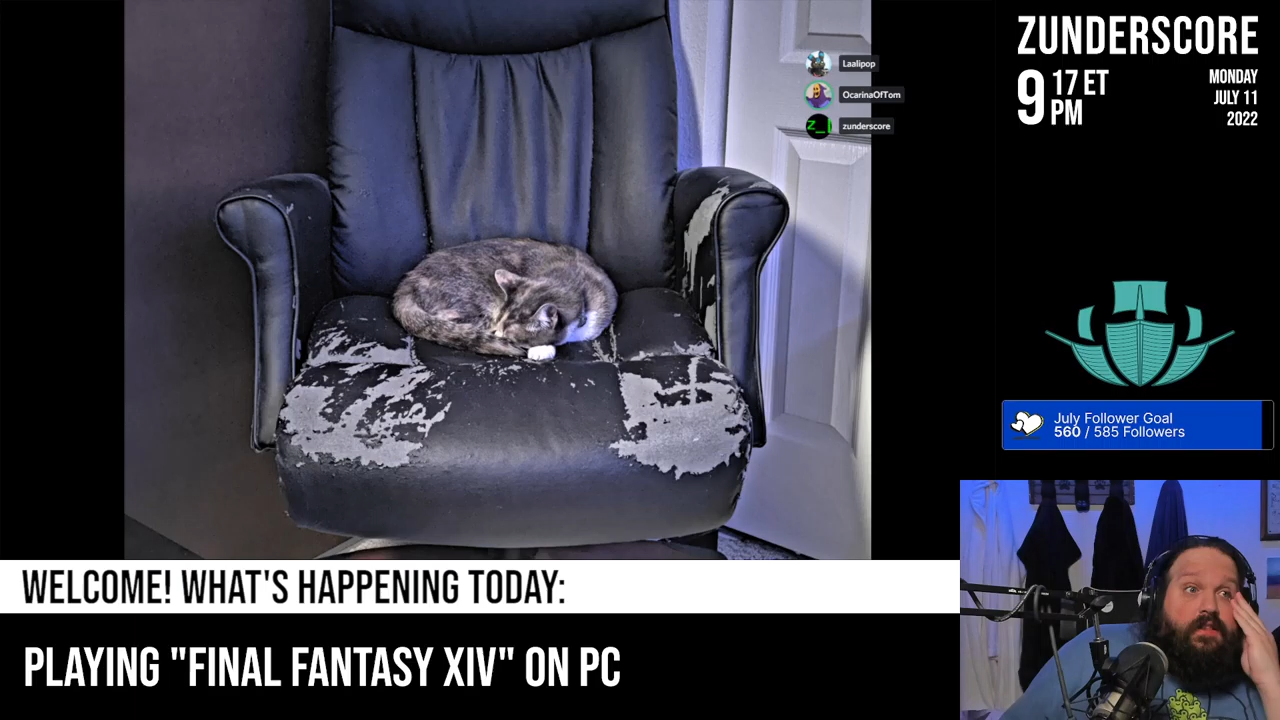 Laalipop
OcarinaOfTom
z_
zunderscore
ZUNDERSCORE
9 17 ET
PM
MONDAY
JULY 11
2022
July Follower Goal
560 / 585 Followers
WELCOME! WHAT'S HAPPENING TODAY:
PLAYING "FINAL FANTASY XIV" ON PC